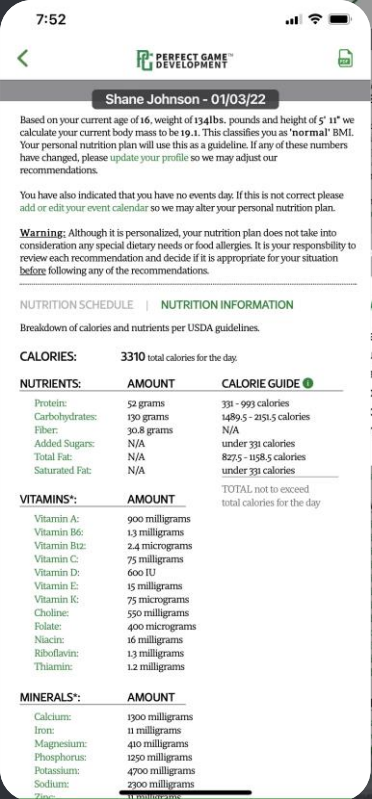 7:52
PERFECT GAME™
DEVELOPMENT
PDF
Shane Johnson - 01/03/22
Based on your current age of 16, weight of 134lbs. pounds and height of 5' 11" we
calculate your current body mass to be 19.1. This classifies you as 'normal' BMI.
Your personal nutrition plan will use this as a guideline. If any of these numbers
have changed, please update your profile so we may adjust our
recommendations.
You have also indicated that you have no events day. If this is not correct please
add or edit your event calendar so we may alter your personal nutrition plan.
Warning: Although it is personalized, your nutrition plan does not take into
consideration any special dietary needs or food allergies. It is your responsbility to
review each recommendation and decide if it is appropriate for your situation
before following any of the recommendations.
NUTRITION SCHEDULE | NUTRITION INFORMATION
Breakdown of calories and nutrients per USDA guidelines.
CALORIES: 3310 total calories for the day.
NUTRIENTS: AMOUNT CALORIE GUIDE i
Protein: 52 grams 331 - 993 calories
Carbohydrates: 130 grams 1489.5 - 2151.5 calories
Fiber: 30.8 grams N/A
Added Sugars: N/A under 331 calories
Total Fat: N/A 827.5 - 1158.5 calories
Saturated Fat: N/A under 331 calories
TOTAL not to exceed
total calories for the day
VITAMINS*: AMOUNT
Vitamin A: 900 milligrams
Vitamin B6: 1.3 milligrams
Vitamin B12: 2.4 micrograms
Vitamin C: 75 milligrams
Vitamin D: 600 IU
Vitamin E: 15 milligrams
Vitamin K: 75 micrograms
Choline: 550 milligrams
Folate: 400 micrograms
Niacin: 16 milligrams
Riboflavin: 1.3 milligrams
Thiamin: 1.2 milligrams
MINERALS*: AMOUNT
Calcium: 1300 milligrams
Iron: 11 milligrams
Magnesium: 410 milligrams
Phosphorus: 1250 milligrams
Potassium: 4700 milligrams
Sodium: 2300 milligrams
Zinc: 11 milligrams